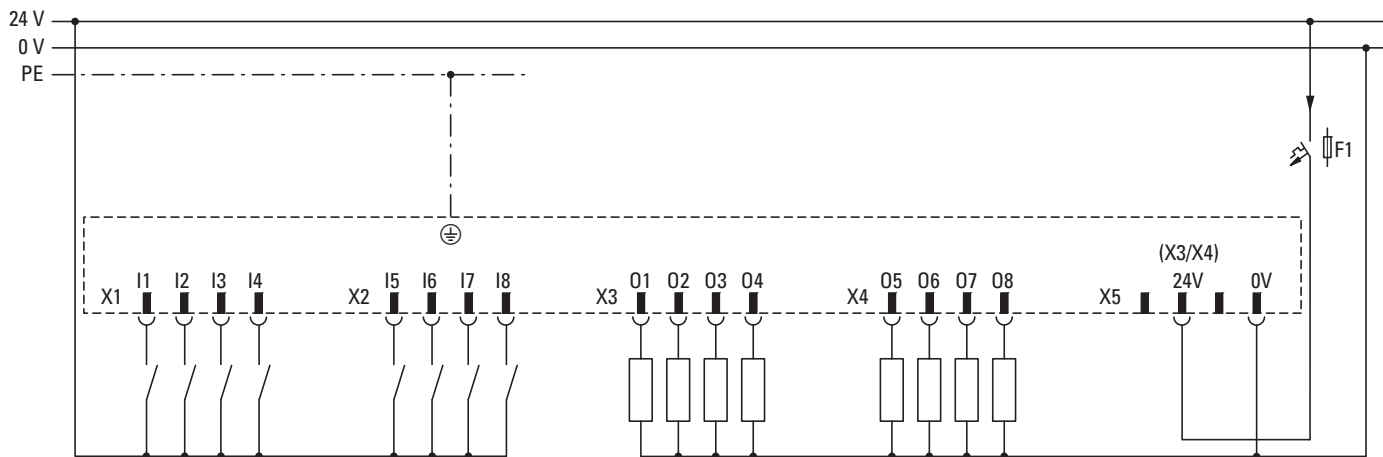 24 V
0 V
PE
F1
(X3/X4)
X1 I1 I2 I3 I4 X2 I5 I6 I7 I8 X3 O1 O2 O3 O4 X4 O5 O6 O7 O8 X5 24V 0V